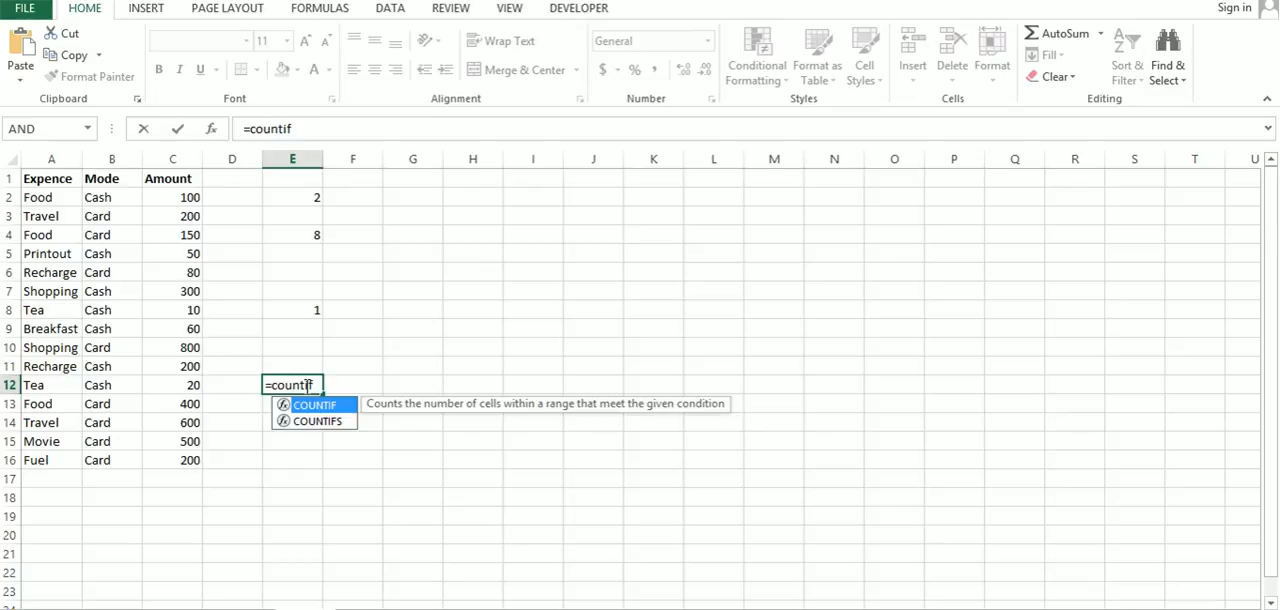 FILE HOME INSERT PAGE LAYOUT FORMULAS DATA REVIEW VIEW DEVELOPER Sign in
Paste Cut Copy Format Painter
Clipboard
11 A A
B I U A
Font
Wrap Text
Merge & Center
Alignment
General
$ % ,
Number
Conditional Formatting
Format as Table
Cell Styles
Styles
Insert Delete Format
Cells
AutoSum
Fill
Clear
Sort & Filter
Find & Select
Editing
AND fx =countif
A B C D E F G H I J K L M N O P Q R S T U
1 Expence Mode Amount
2 Food Cash 100 2
3 Travel Card 200
4 Food Card 150 8
5 Printout Cash 50
6 Recharge Card 80
7 Shopping Cash 300
8 Tea Cash 10 1
9 Breakfast Cash 60
10 Shopping Card 800
11 Recharge Cash 200
12 Tea Cash 20 =countif
13 Food Card 400 COUNTIF Counts the number of cells within a range that meet the given condition
14 Travel Card 600 COUNTIFS
15 Movie Card 500
16 Fuel Card 200
17
18
19
20
21
22
23